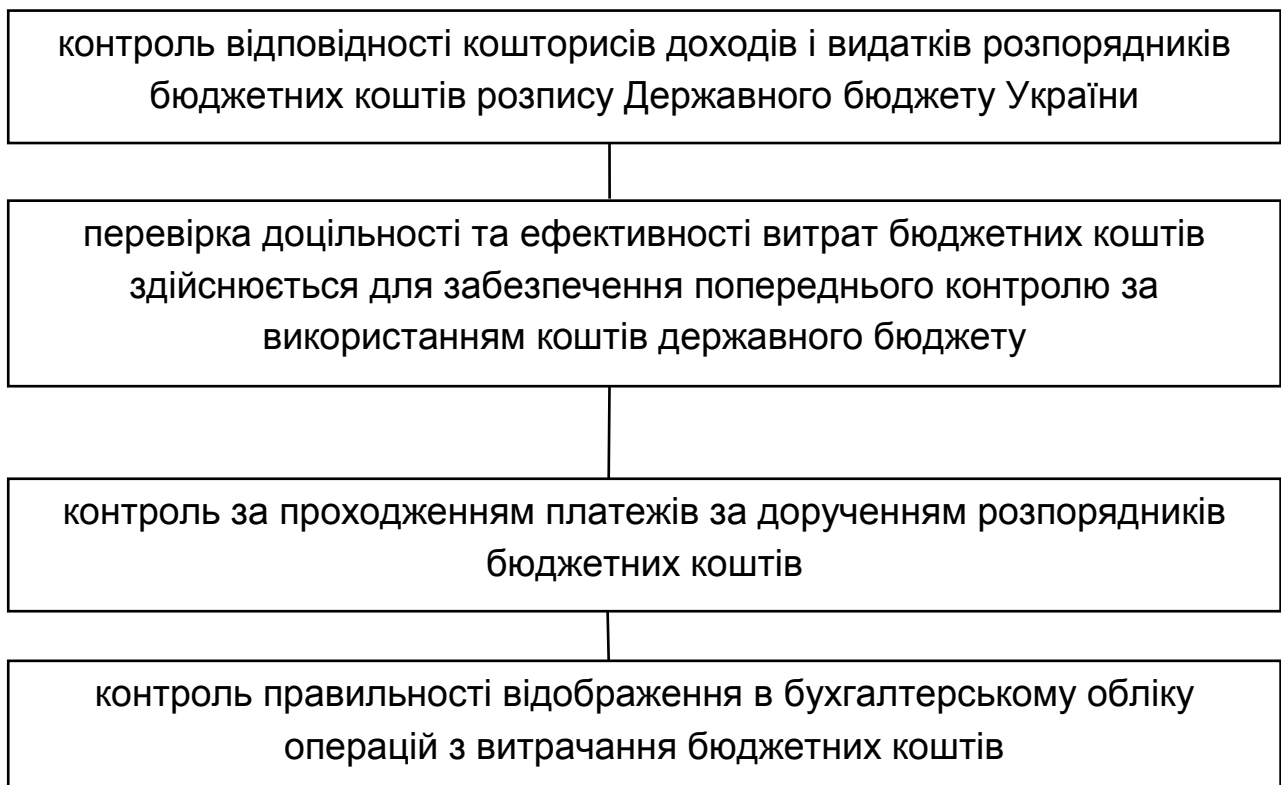 контроль відповідності кошторисів доходів і видатків розпорядників
бюджетних коштів розпису Державного бюджету України
перевірка доцільності та ефективності витрат бюджетних коштів
здійснюється для забезпечення попереднього контролю за
використанням коштів державного бюджету
контроль за проходженням платежів за дорученням розпорядників
бюджетних коштів
контроль правильності відображення в бухгалтерському обліку
операцій з витрачання бюджетних коштів